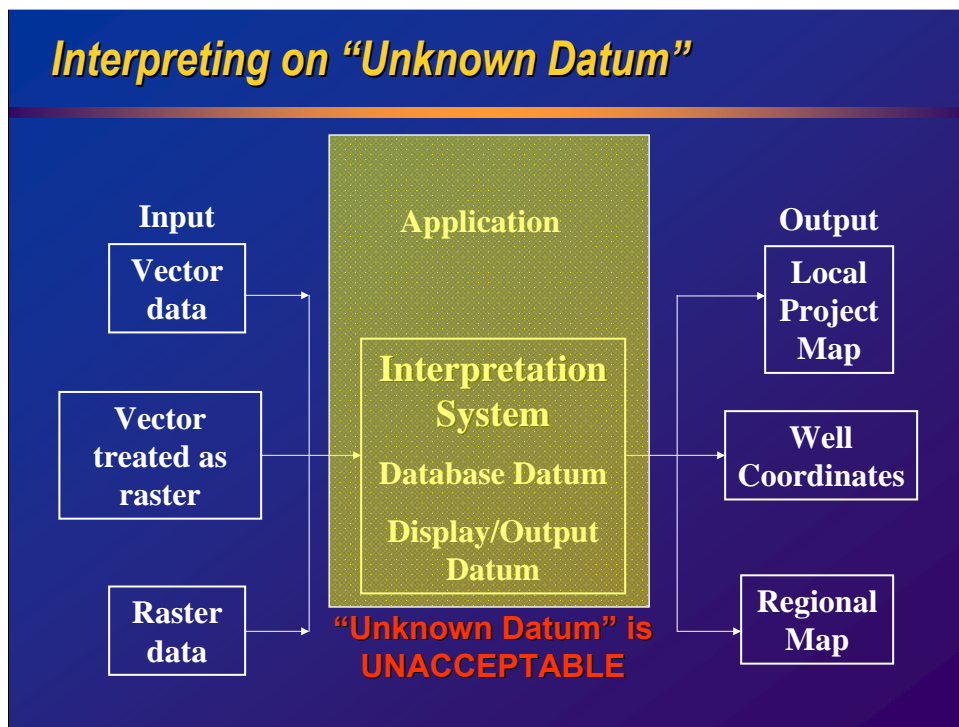 Interpreting on “Unknown Datum”
Input
Vector
data
Vector
treated as
raster
Raster
data
Application
Interpretation
System
Database Datum
Display/Output
Datum
“Unknown Datum” is
UNACCEPTABLE
Output
Local
Project
Map
Well
Coordinates
Regional
Map